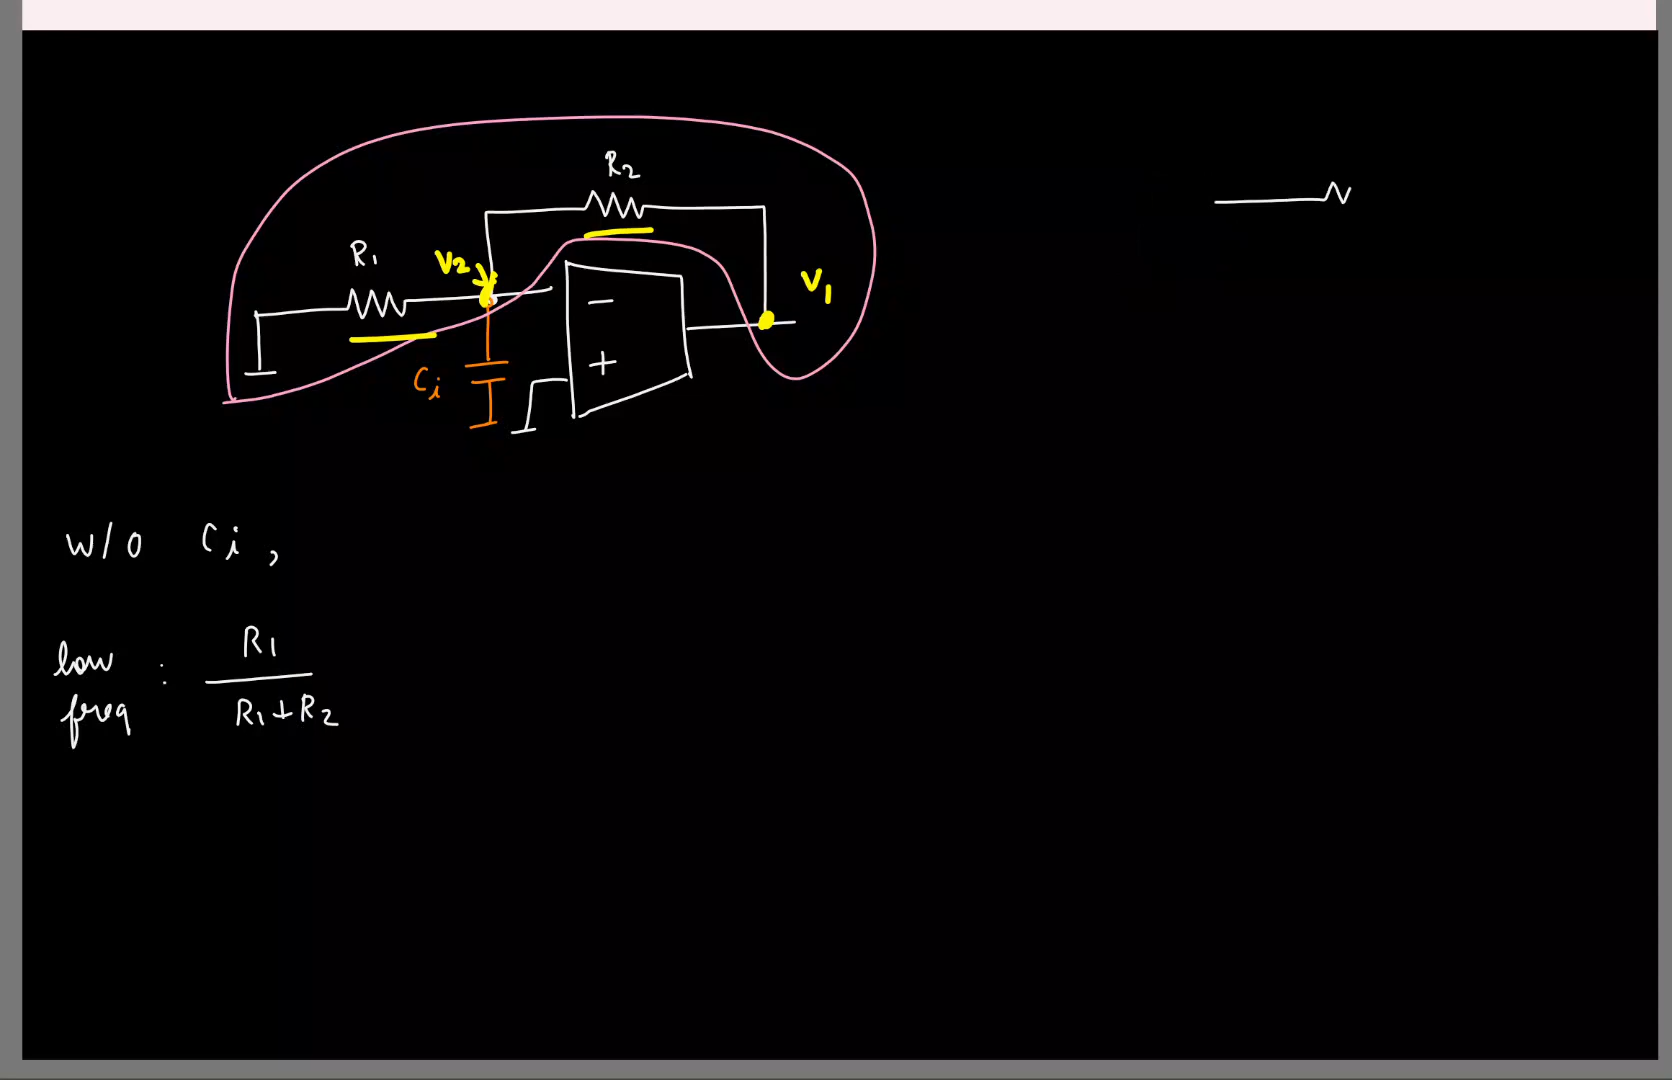 R2
R1
V2
V1
−
+
Ci
w/o Ci,
low freq : R1
R1+R2